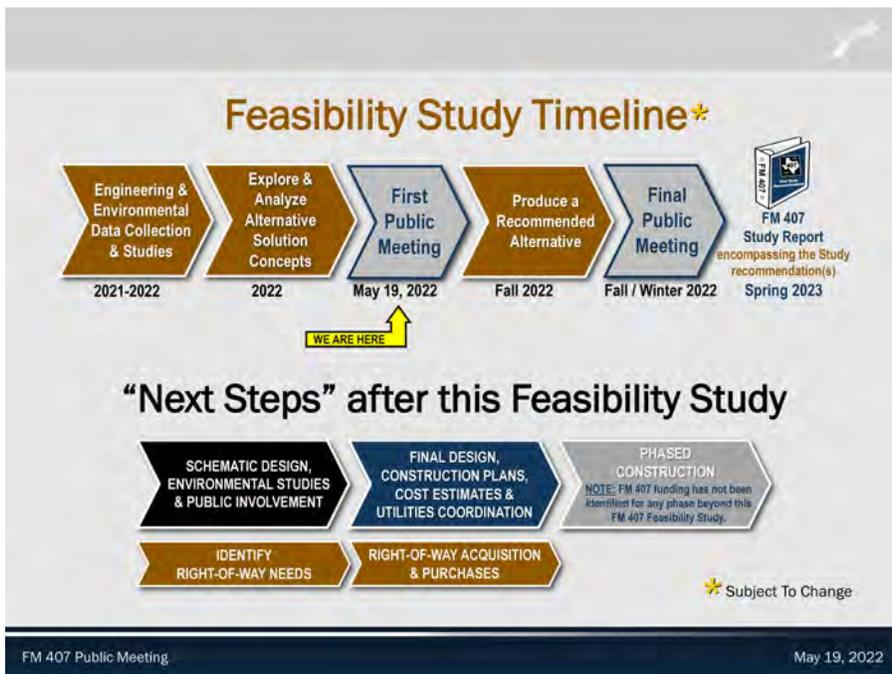 Feasibility Study Timeline*
Engineering &
Environmental
Data Collection
& Studies
2021-2022
Explore &
Analyze
Alternative
Solution
Concepts
2022
First
Public
Meeting
May 19, 2022
WE ARE HERE
Produce a
Recommended
Alternative
Fall 2022
Final
Public
Meeting
Fall / Winter 2022
FM 407
407
FM 407
Study Report
encompassing the Study
recommendation(s)
Spring 2023
“Next Steps” after this Feasibility Study
SCHEMATIC DESIGN,
ENVIRONMENTAL STUDIES
& PUBLIC INVOLVEMENT
FINAL DESIGN,
CONSTRUCTION PLANS,
COST ESTIMATES &
UTILITIES COORDINATION
PHASED
CONSTRUCTION
NOTE: FM 407 funding has not been
identified for any phase beyond this
FM 407 Feasibility Study.
IDENTIFY
RIGHT-OF-WAY NEEDS
RIGHT-OF-WAY ACQUISITION
& PURCHASES
* Subject To Change
FM 407 Public Meeting
May 19, 2022